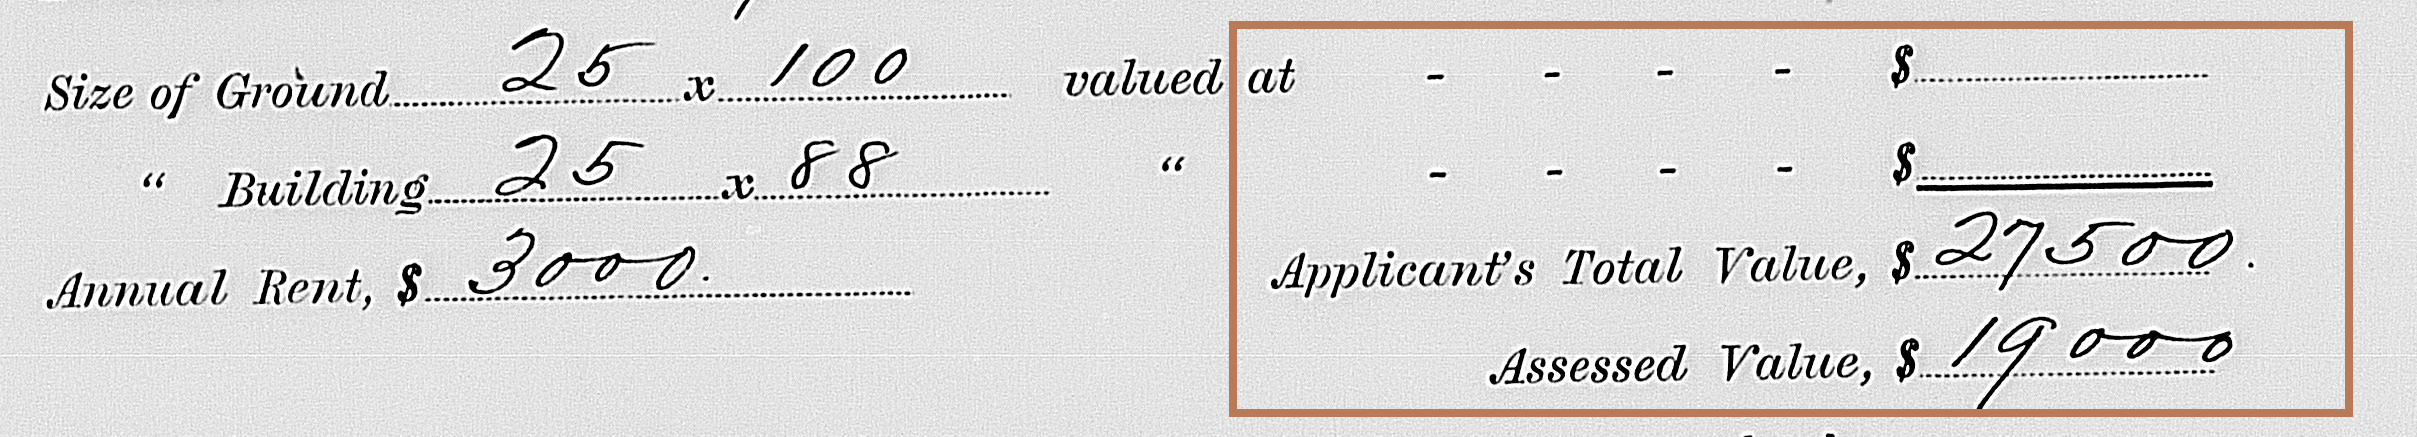 Size of Ground 25 x 100 valued at - - - - $
" Building 25 x 88 " - - - - $
Annual Rent, $ 3000. Applicant's Total Value, $ 27500.
Assessed Value, $ 19000